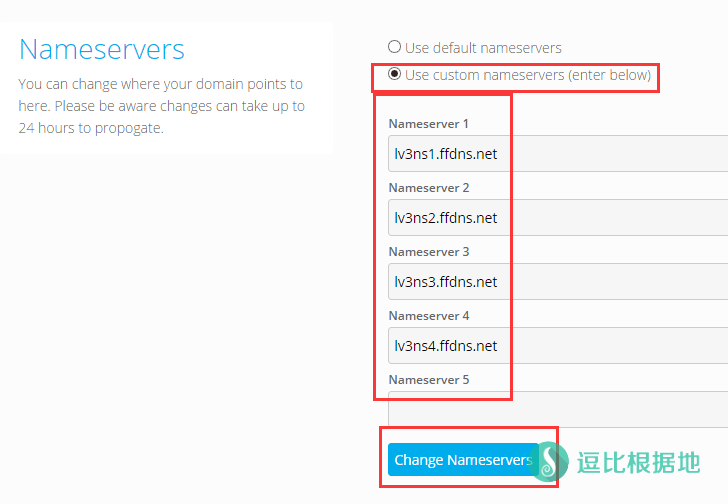 Nameservers
You can change where your domain points to
here. Please be aware changes can take up to
24 hours to propogate.
Use default nameservers
Use custom nameservers (enter below)
Nameserver 1
lv3ns1.ffdns.net
Nameserver 2
lv3ns2.ffdns.net
Nameserver 3
lv3ns3.ffdns.net
Nameserver 4
lv3ns4.ffdns.net
Nameserver 5
Change Nameservers
逗比根据地